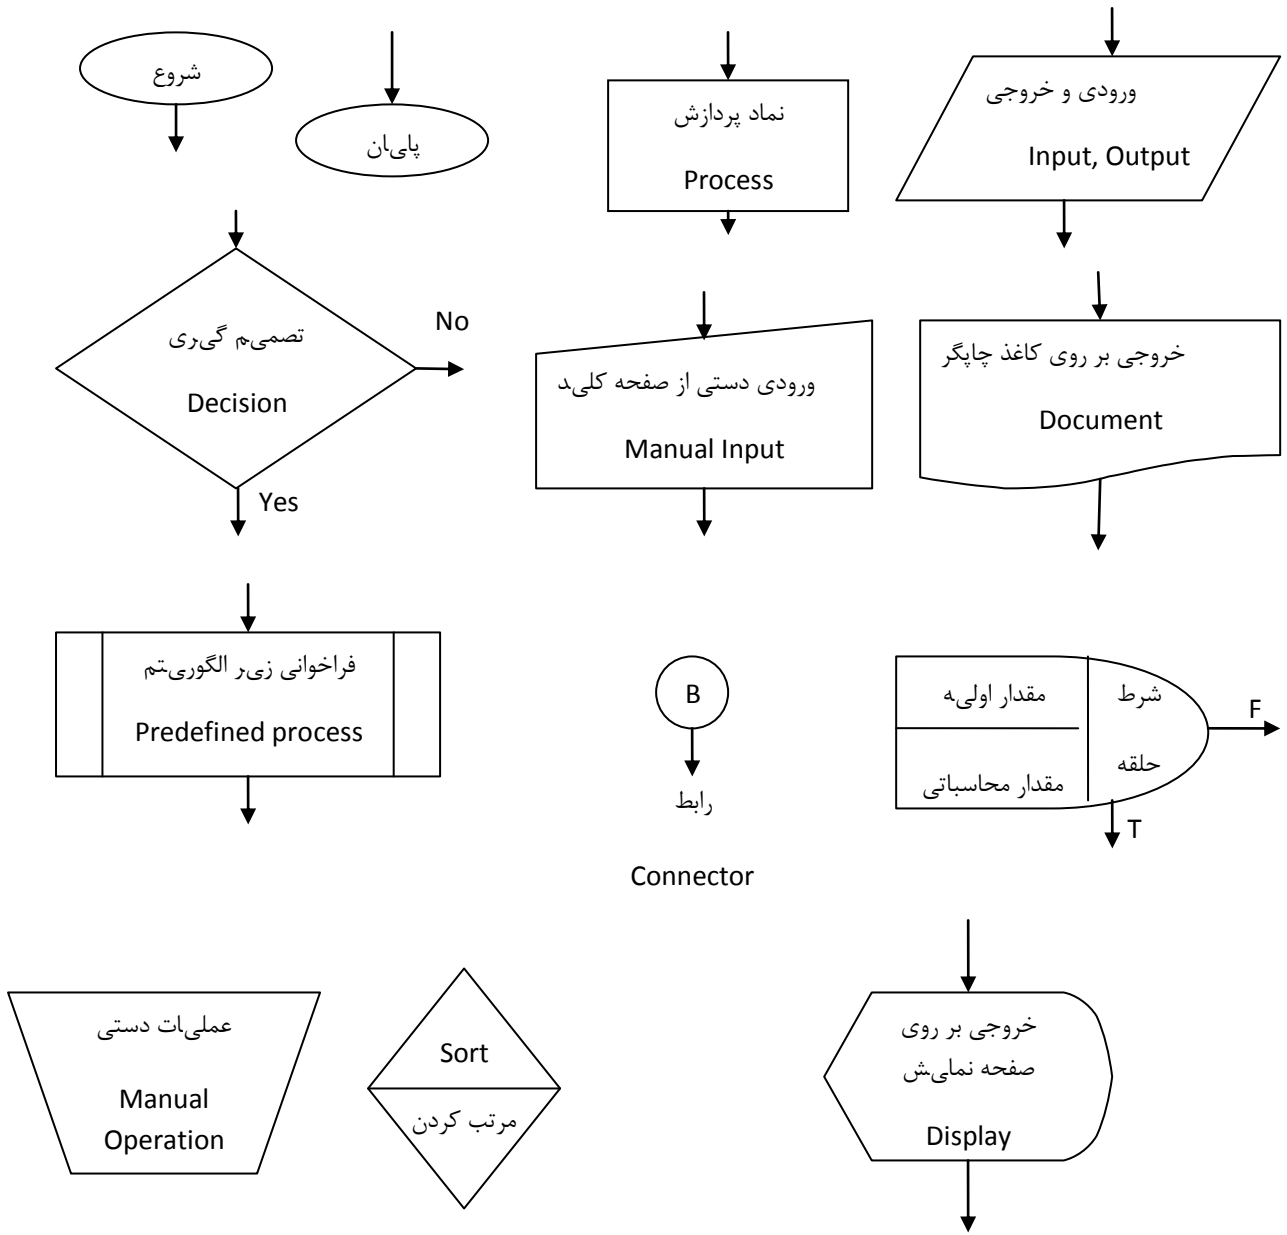 شروع
پایان
نماد پردازش
Process
ورودی و خروجی
Input, Output
تصمیم گیری
Decision
No
Yes
ورودی دستی از صفحه کلید
Manual Input
خروجی بر روی کاغذ چاپگر
Document
فراخوانی زیر الگوریتم
Predefined process
B
رابط
Connector
مقدار اولیه
مقدار محاسباتی
شرط
حلقه
F
T
عملیات دستی
Manual
Operation
Sort
مرتب کردن
خروجی بر روی
صفحه نمایش
Display